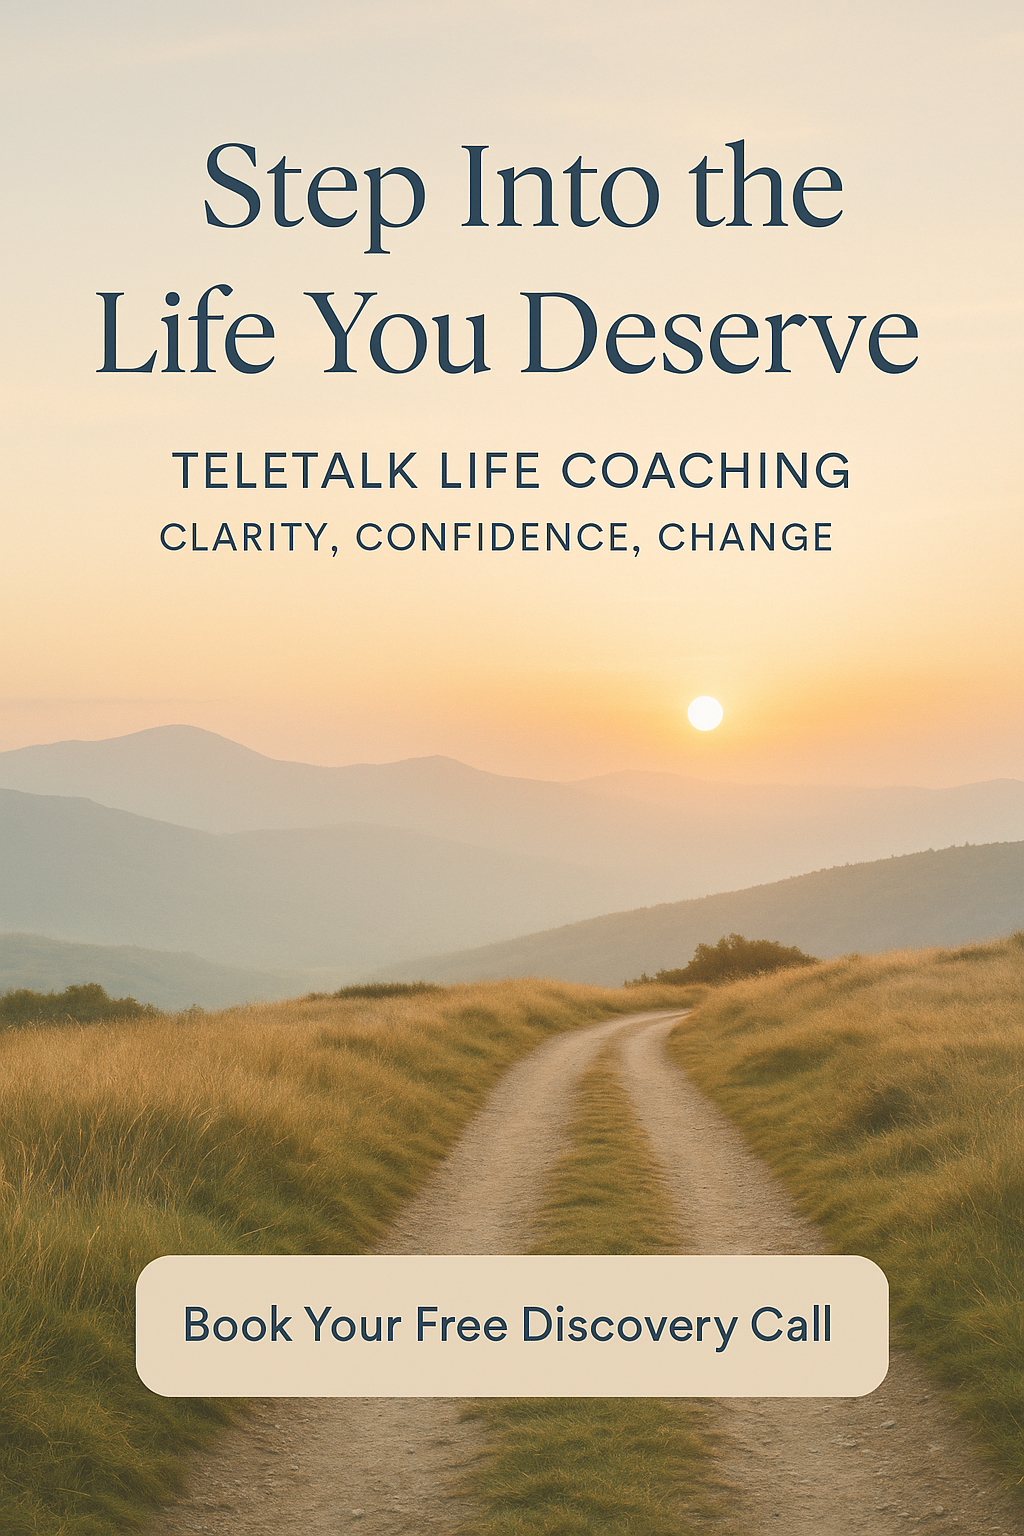 Step Into the
Life You Deserve
TELETALK LIFE COACHING
CLARITY, CONFIDENCE, CHANGE
Book Your Free Discovery Call